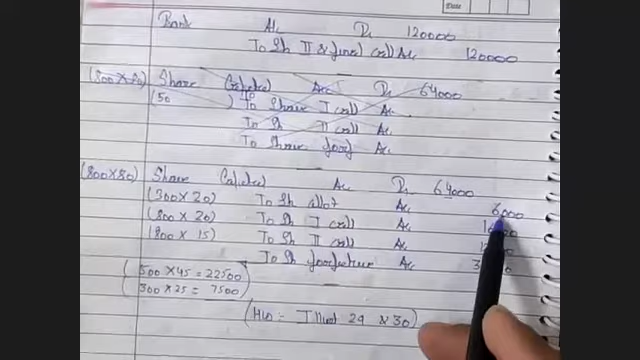 Date
Bank A/c Dr 120000
To Sh II & final call A/c 120000
(800 X 80) Share Capital A/c Dr 64000
(50 ) To Share I call A/c
To Sh II call A/c
To Share forf A/c
(800 X 80) Share Capital A/c Dr 64000
(300 X 20) To Sh allot A/c 6000
(800 X 20) To Sh I call A/c
(800 X 15) To Sh II call A/c
To Sh forfeiture A/c
500 X 45 = 22500
300 X 25 = 7500
(H.W :- Illust 29 & 30)